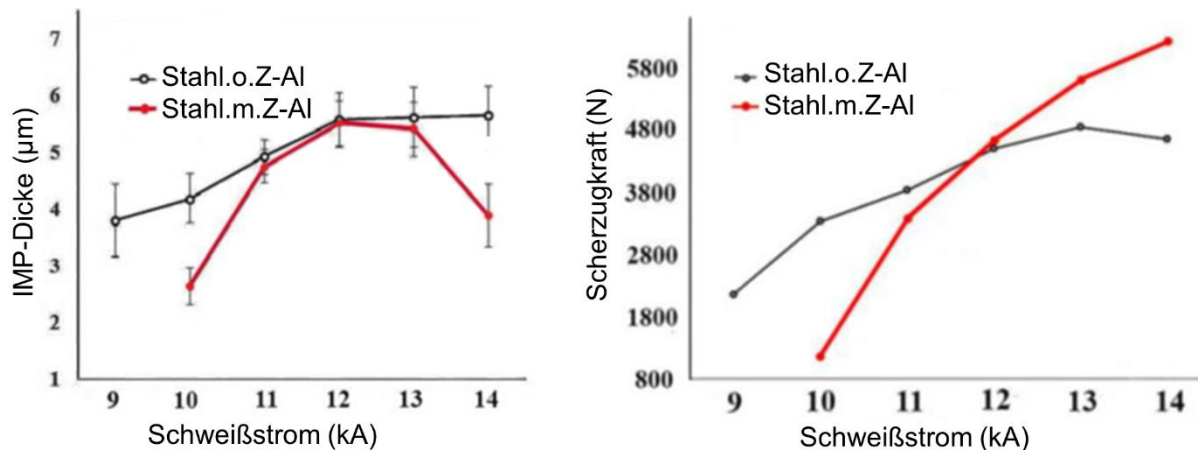 7
6
5
4
3
2
1
IMP-Dicke (µm)
Stahl.o.Z-Al
Stahl.m.Z-Al
9 10 11 12 13 14
Schweißstrom (kA)
5800
4800
3800
2800
1800
800
Scherzugkraft (N)
Stahl.o.Z-Al
Stahl.m.Z-Al
9 10 11 12 13 14
Schweißstrom (kA)